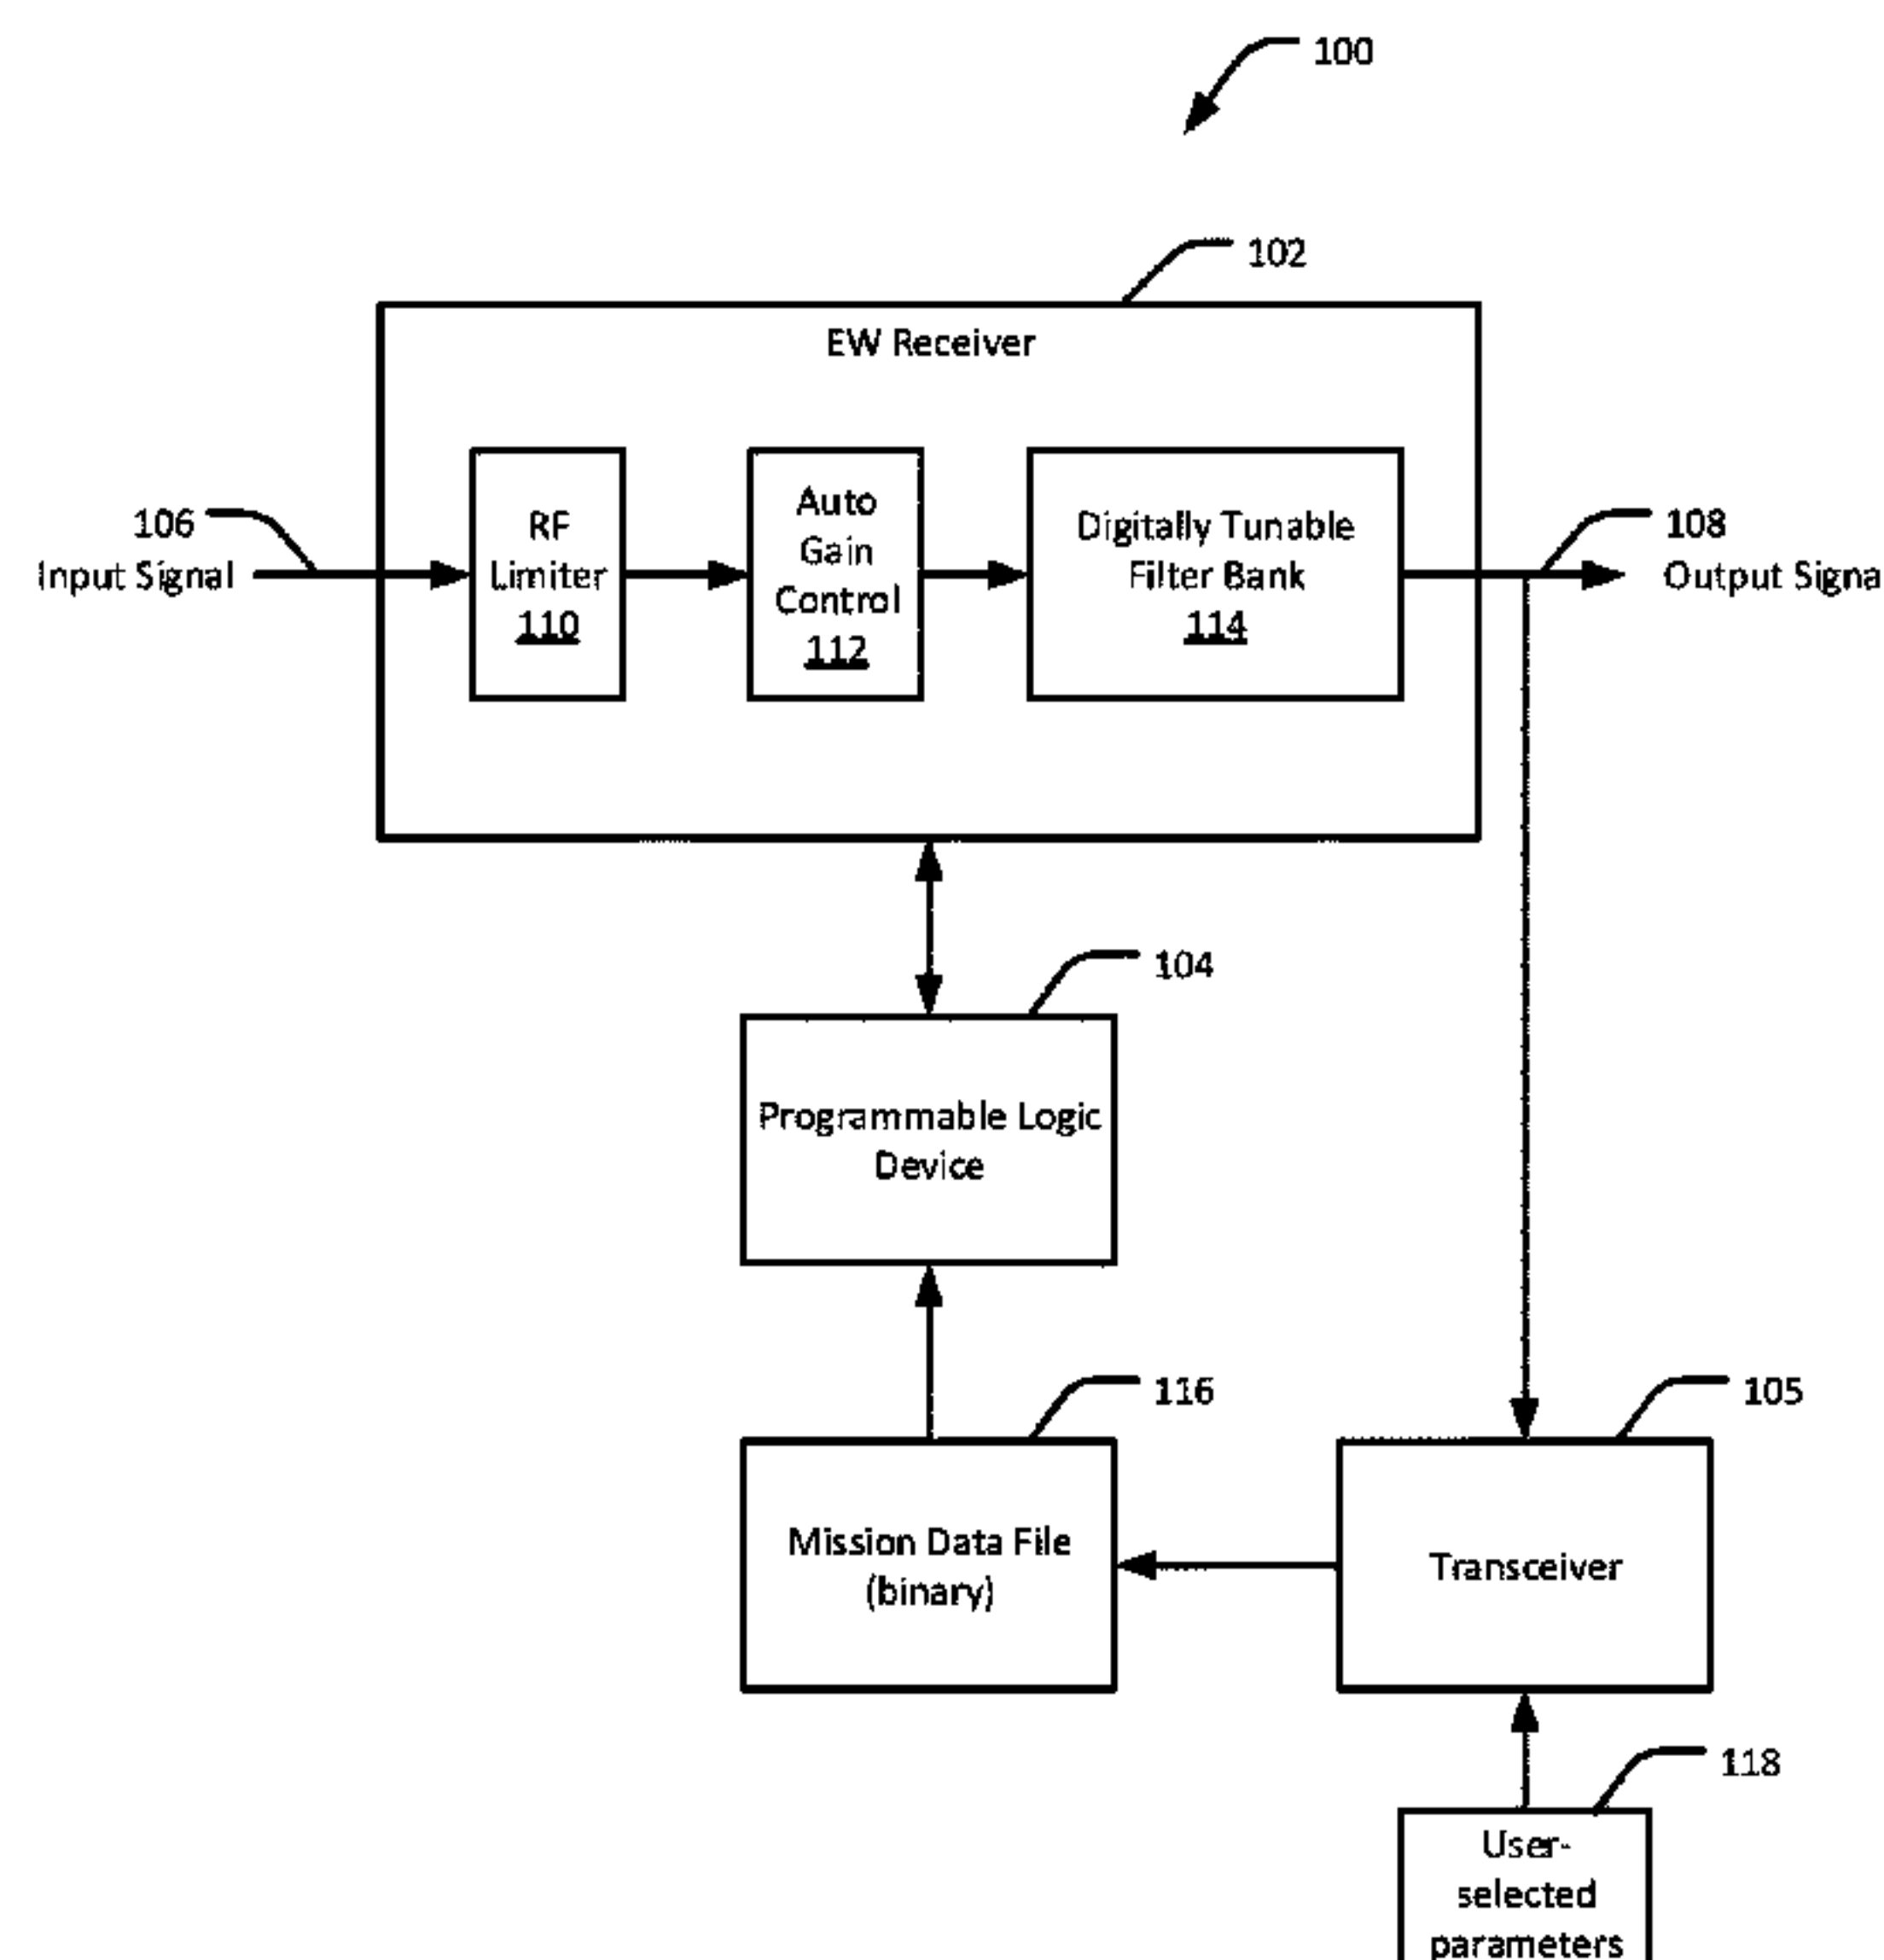 100
102
EW Receiver
106
Input Signal
RF
Limiter
110
Auto
Gain
Control
112
Digitally Tunable
Filter Bank
114
108
Output Signa
104
Programmable Logic
Device
116
105
Mission Data File
(binary)
Transceiver
118
User-
selected
parameters